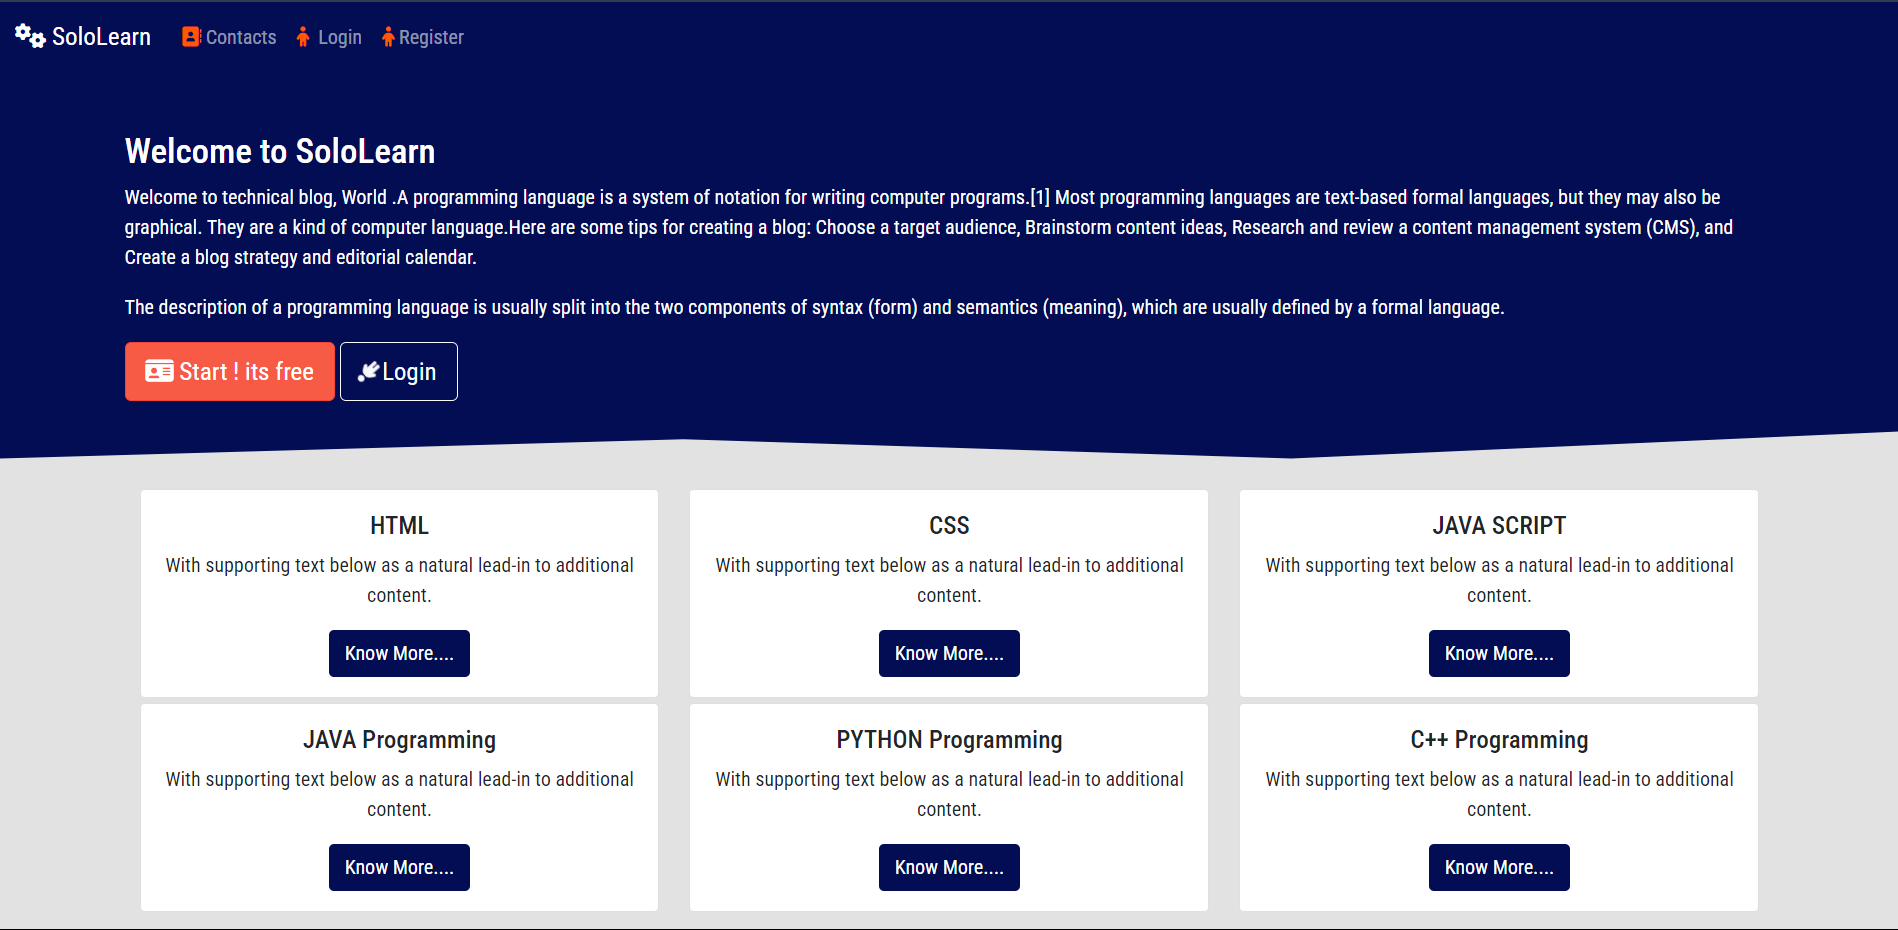 SoloLearn Contacts Login Register
Welcome to SoloLearn
Welcome to technical blog, World .A programming language is a system of notation for writing computer programs.[1] Most programming languages are text-based formal languages, but they may also be
graphical. They are a kind of computer language.Here are some tips for creating a blog: Choose a target audience, Brainstorm content ideas, Research and review a content management system (CMS), and
Create a blog strategy and editorial calendar.
The description of a programming language is usually split into the two components of syntax (form) and semantics (meaning), which are usually defined by a formal language.
Start ! its free Login
HTML
With supporting text below as a natural lead-in to additional
content.
Know More....
CSS
With supporting text below as a natural lead-in to additional
content.
Know More....
JAVA SCRIPT
With supporting text below as a natural lead-in to additional
content.
Know More....
JAVA Programming
With supporting text below as a natural lead-in to additional
content.
Know More....
PYTHON Programming
With supporting text below as a natural lead-in to additional
content.
Know More....
C++ Programming
With supporting text below as a natural lead-in to additional
content.
Know More....